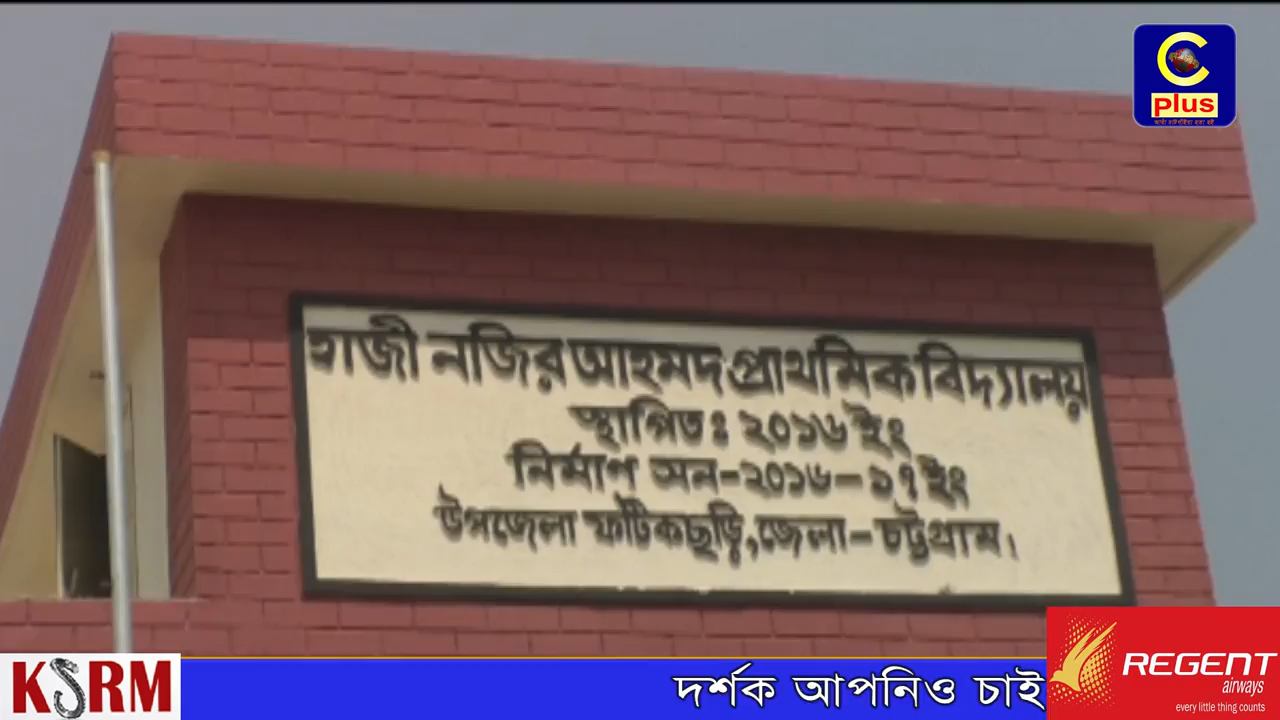 C
plus
হাজী নজির আহমদ প্রাথমিক বিদ্যালয়
স্থাপিতঃ ২০১৬ ইং
নির্মাণ সন-২০১৬-১৭ ইং
উপজেলা ফটিকছড়ি, জেলা-চট্টগ্রাম।
KSRM
দর্শক আপনিও চাই
REGENT
airways
every little thing counts